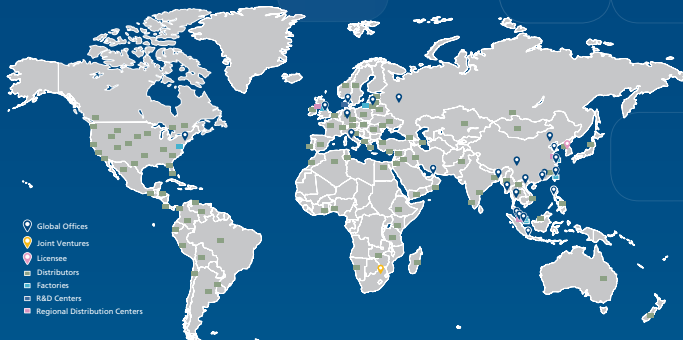 Global Offices
Joint Ventures
Licensee
Distributors
Factories
R&D Centers
Regional Distribution Centers